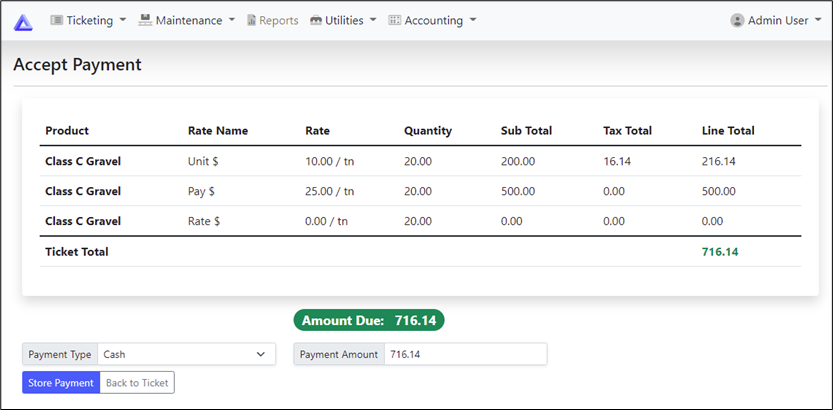 Ticketing Maintenance Reports Utilities Accounting Admin User
Accept Payment
Product Rate Name Rate Quantity Sub Total Tax Total Line Total
Class C Gravel Unit $ 10.00 / tn 20.00 200.00 16.14 216.14
Class C Gravel Pay $ 25.00 / tn 20.00 500.00 0.00 500.00
Class C Gravel Rate $ 0.00 / tn 20.00 0.00 0.00 0.00
Ticket Total 716.14
Amount Due: 716.14
Payment Type Cash Payment Amount 716.14
Store Payment Back to Ticket